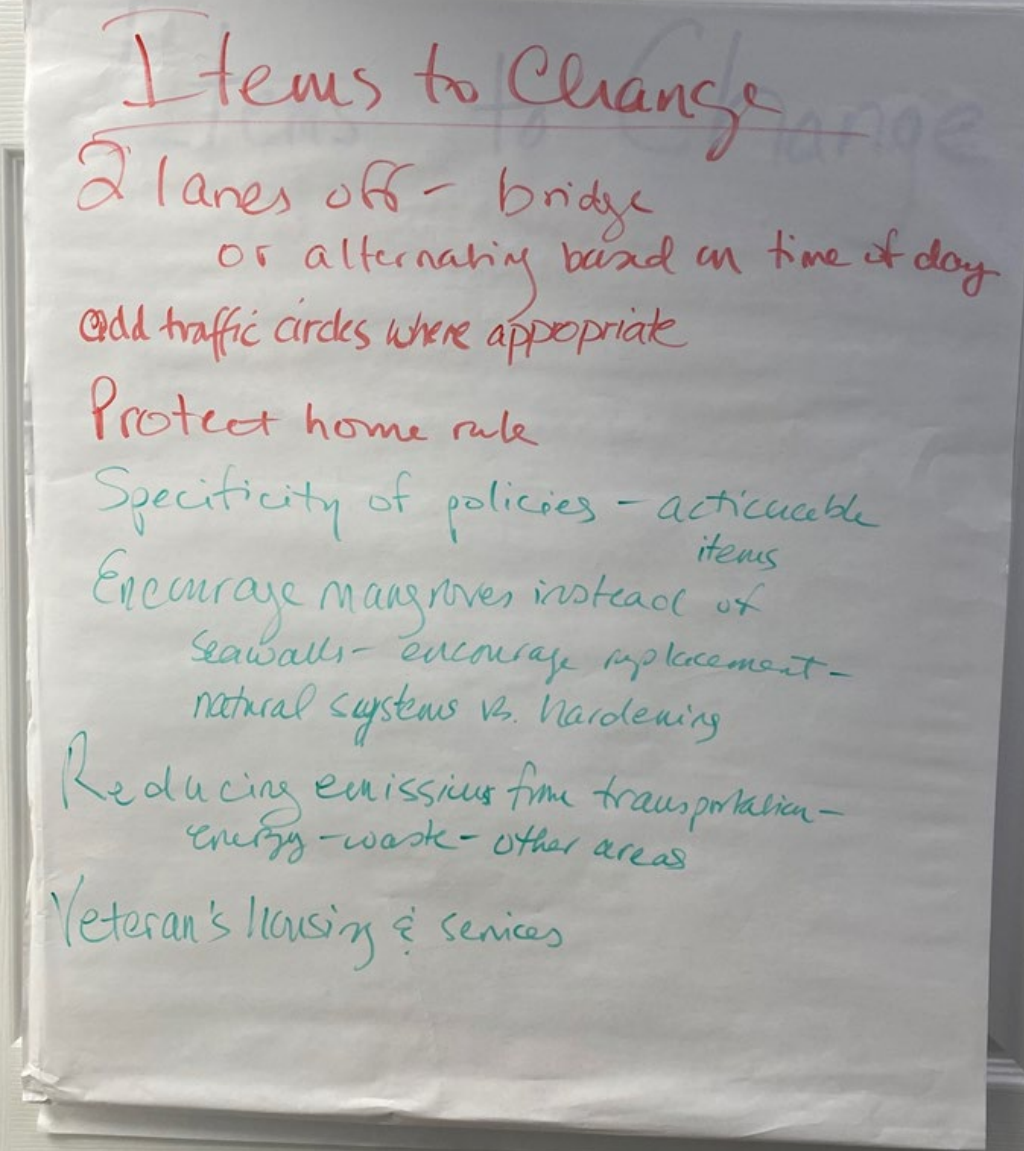 Items to Change
2 lanes off - bridge
or alternating based on time of day
add traffic circles where appopriate
Protect home rule
Specificity of policies - acticuable
items
Encourage mangroves instead of
seawalls - encourage replacement -
natural systems vs. hardening
Reducing emissions from transportation -
energy - waste - other areas
Veteran's housing & services